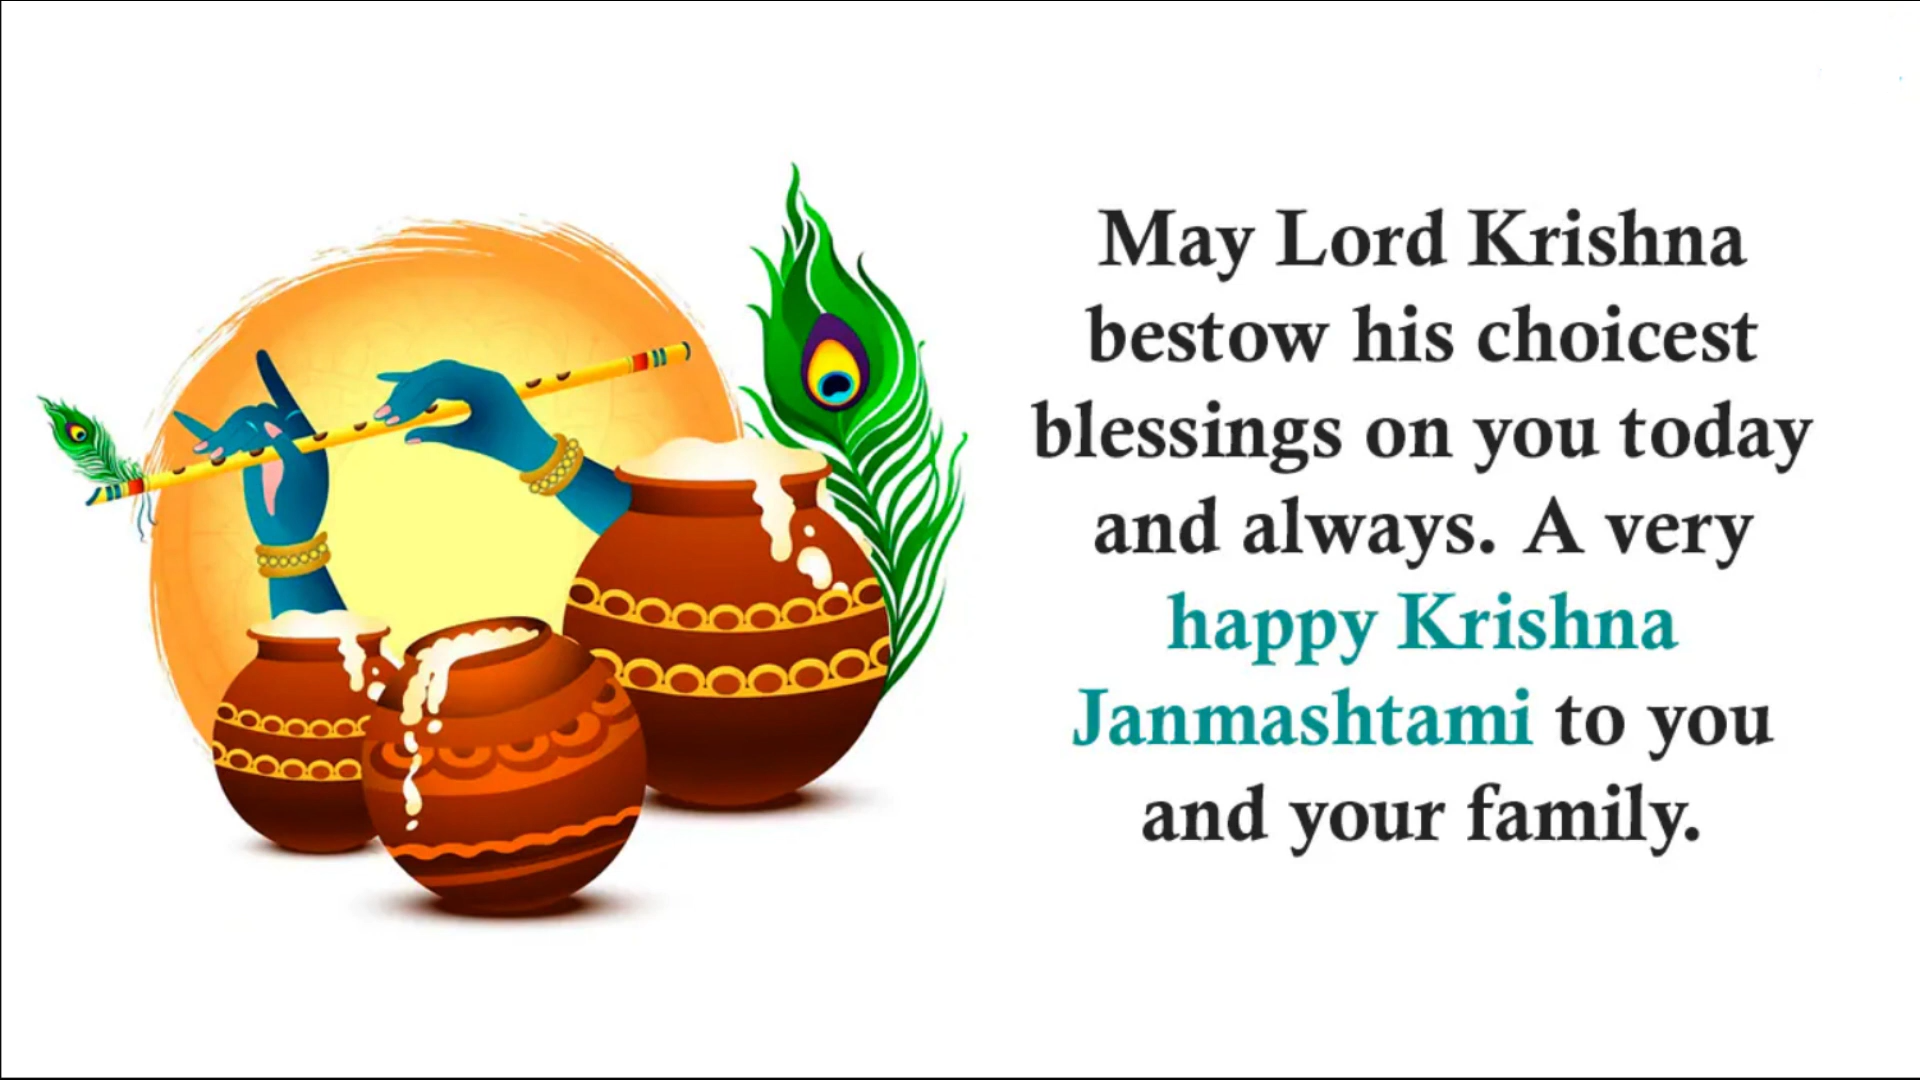 May Lord Krishna
bestow his choicest
blessings on you today
and always. A very
happy Krishna
Janmashtami to you
and your family.